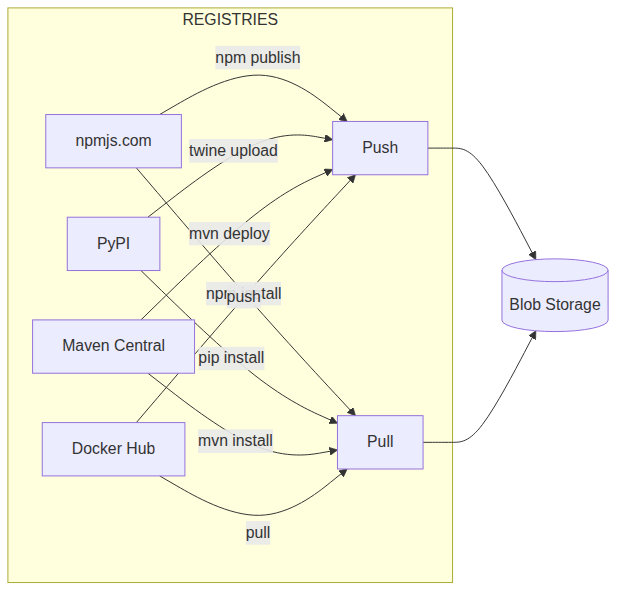 REGISTRIES
npm publish
npmjs.com
Push
twine upload
mvn deploy
PyPI
push
Blob Storage
Maven Central
pip install
mvn install
Pull
Docker Hub
pull